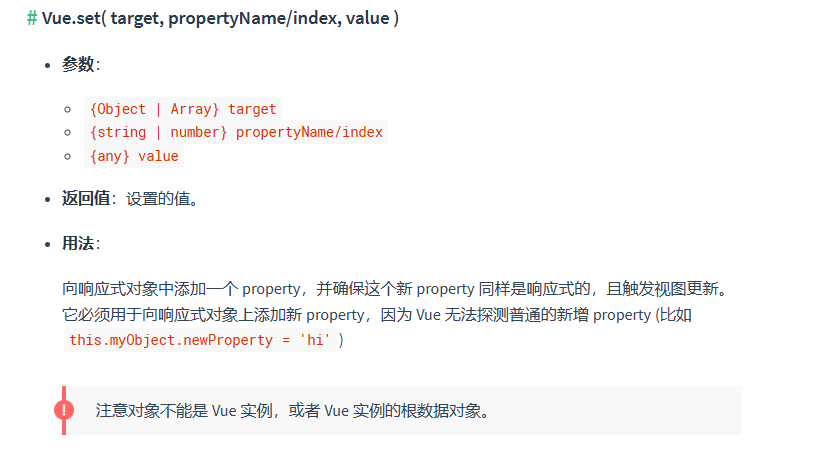 # Vue.set( target, propertyName/index, value )
参数：
{Object | Array} target
{string | number} propertyName/index
{any} value
返回值：设置的值。
用法：
向响应式对象中添加一个 property，并确保这个新 property 同样是响应式的，且触发视图更新。
它必须用于向响应式对象上添加新 property，因为 Vue 无法探测普通的新增 property (比如
this.myObject.newProperty = 'hi' )
! 注意对象不能是 Vue 实例，或者 Vue 实例的根数据对象。